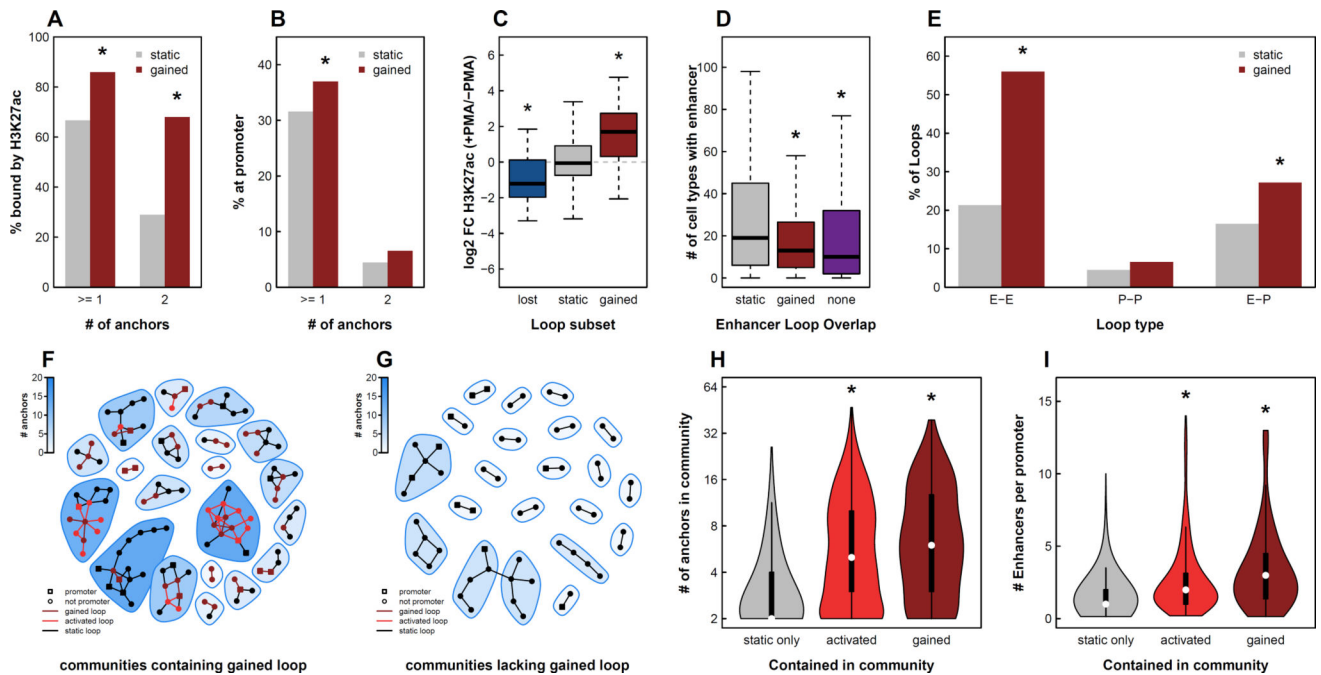 A
% bound by H3K27ac
100
80
60
40
20
0
static
gained
*
*
>= 1
2
# of anchors
B
% at promoter
40
30
20
10
0
static
gained
*
>= 1
2
# of anchors
C
log2 FC H3K27ac (+PMA/−PMA)
6
4
2
0
−2
−4
−6
*
*
lost
static
gained
Loop subset
D
# of cell types with enhancer
100
80
60
40
20
0
*
*
static
gained
none
Enhancer Loop Overlap
E
% of Loops
60
50
40
30
20
10
0
static
gained
*
*
E−E
P−P
E−P
Loop type
F
# anchors
20
15
10
5
0
promoter
not promoter
gained loop
activated loop
static loop
communities containing gained loop
G
# anchors
20
15
10
5
0
promoter
not promoter
gained loop
activated loop
static loop
communities lacking gained loop
H
# of anchors in community
64
32
16
8
4
2
*
*
static only
activated
gained
Contained in community
I
# Enhancers per promoter
15
10
5
0
*
*
static only
activated
gained
Contained in community